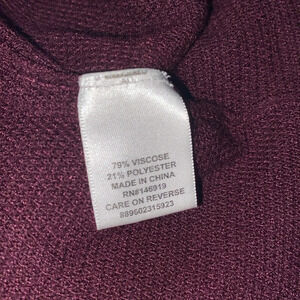 79% VISCOSE
21% POLYESTER
MADE IN CHINA
RN#146919
CARE ON REVERSE
889602315923